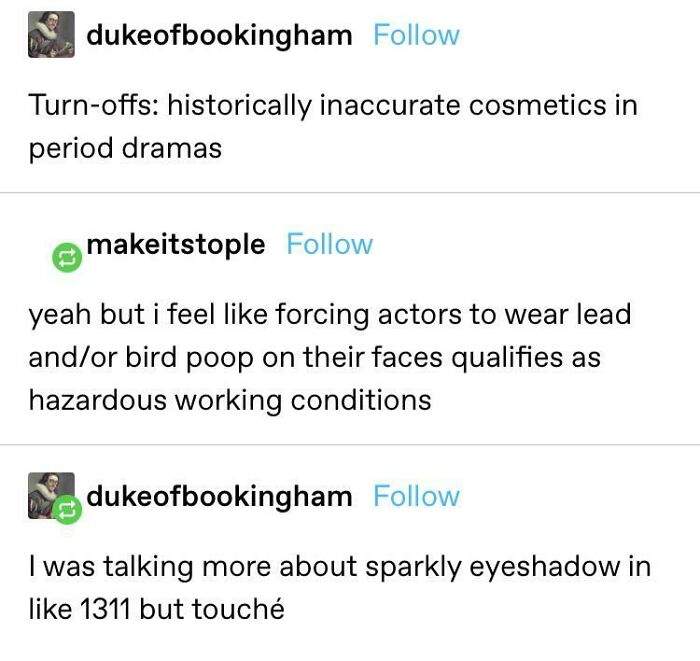 dukeofbookingham Follow
Turn-offs: historically inaccurate cosmetics in
period dramas
makeitstople Follow
yeah but i feel like forcing actors to wear lead
and/or bird poop on their faces qualifies as
hazardous working conditions
dukeofbookingham Follow
I was talking more about sparkly eyeshadow in
like 1311 but touché